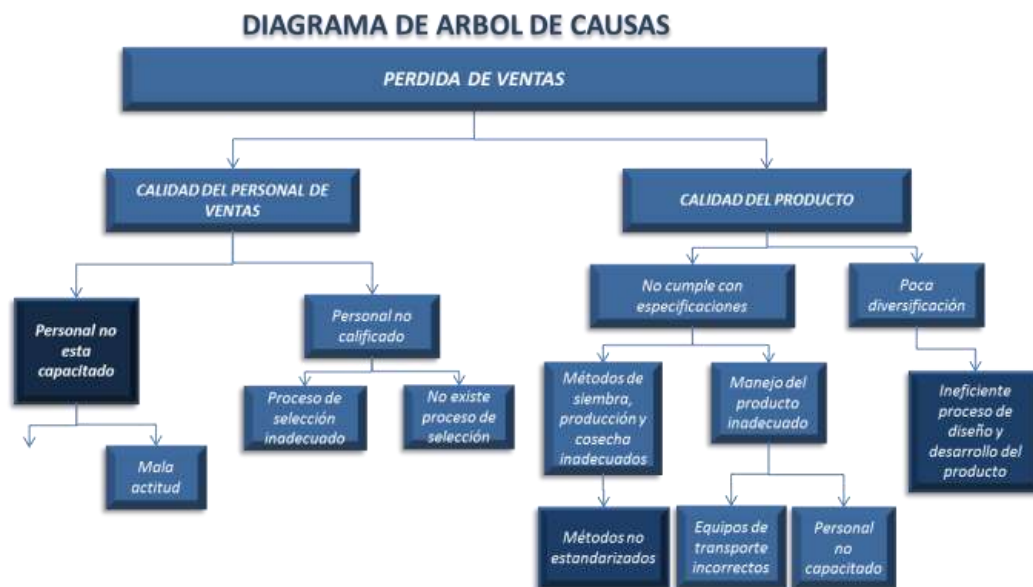 DIAGRAMA DE ARBOL DE CAUSAS
PERDIDA DE VENTAS
CALIDAD DEL PERSONAL DE
VENTAS
CALIDAD DEL PRODUCTO
Personal no
esta
capacitado
Personal no
calificado
No cumple con
especificaciones
Poca
diversificación
Mala
actitud
Proceso de
selección
inadecuado
No existe
proceso de
selección
Métodos de
siembra,
producción y
cosecha
inadecuados
Manejo del
producto
inadecuado
Ineficiente
proceso de
diseño y
desarrollo del
producto
Métodos no
estandarizados
Equipos de
transporte
incorrectos
Personal
no
capacitado